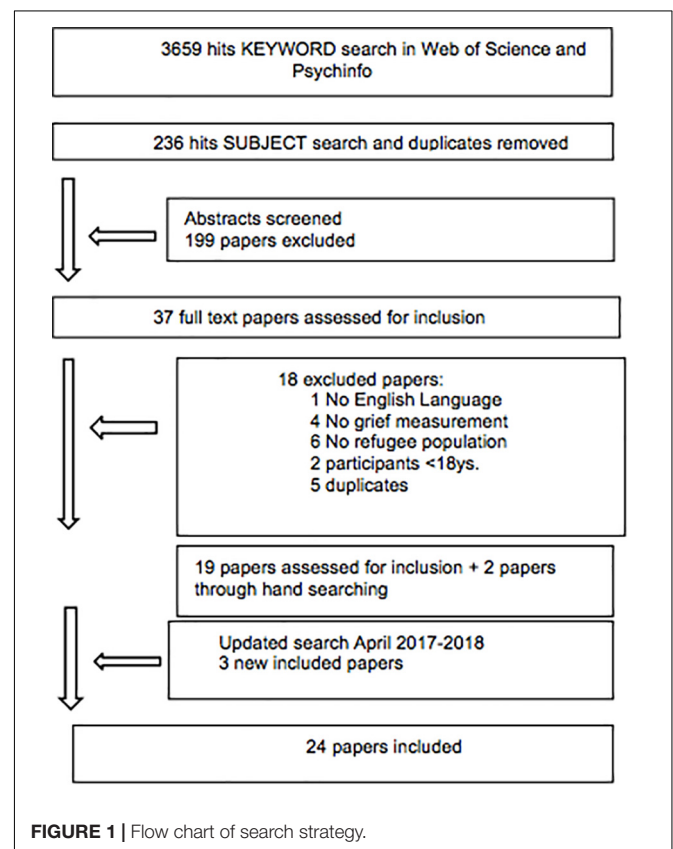 3659 hits KEYWORD search in Web of Science and
Psychinfo
236 hits SUBJECT search and duplicates removed
Abstracts screened
199 papers excluded
37 full text papers assessed for inclusion
18 excluded papers:
1 No English Language
4 No grief measurement
6 No refugee population
2 participants <18ys.
5 duplicates
19 papers assessed for inclusion + 2 papers
through hand searching
Updated search April 2017-2018
3 new included papers
24 papers included
FIGURE 1 | Flow chart of search strategy.